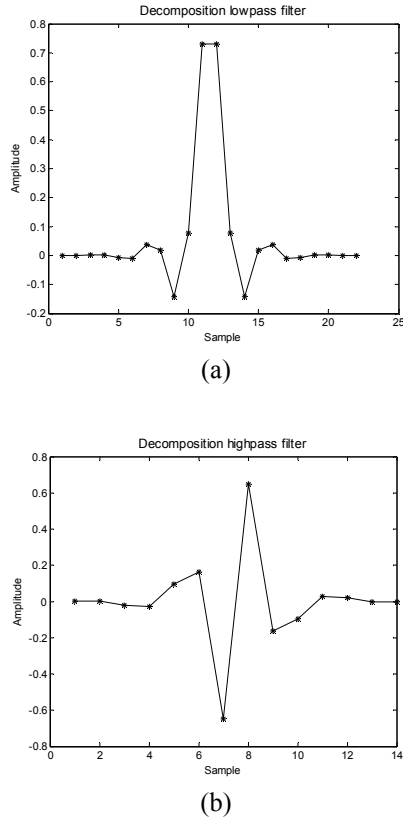 Decomposition lowpass filter
0.8
0.7
0.6
0.5
0.4
0.3
0.2
0.1
0
-0.1
-0.2
Amplitude
0 5 10 15 20 25
Sample
(a)
Decomposition highpass filter
0.8
0.6
0.4
0.2
0
-0.2
-0.4
-0.6
-0.8
Amplitude
0 2 4 6 8 10 12 14
Sample
(b)